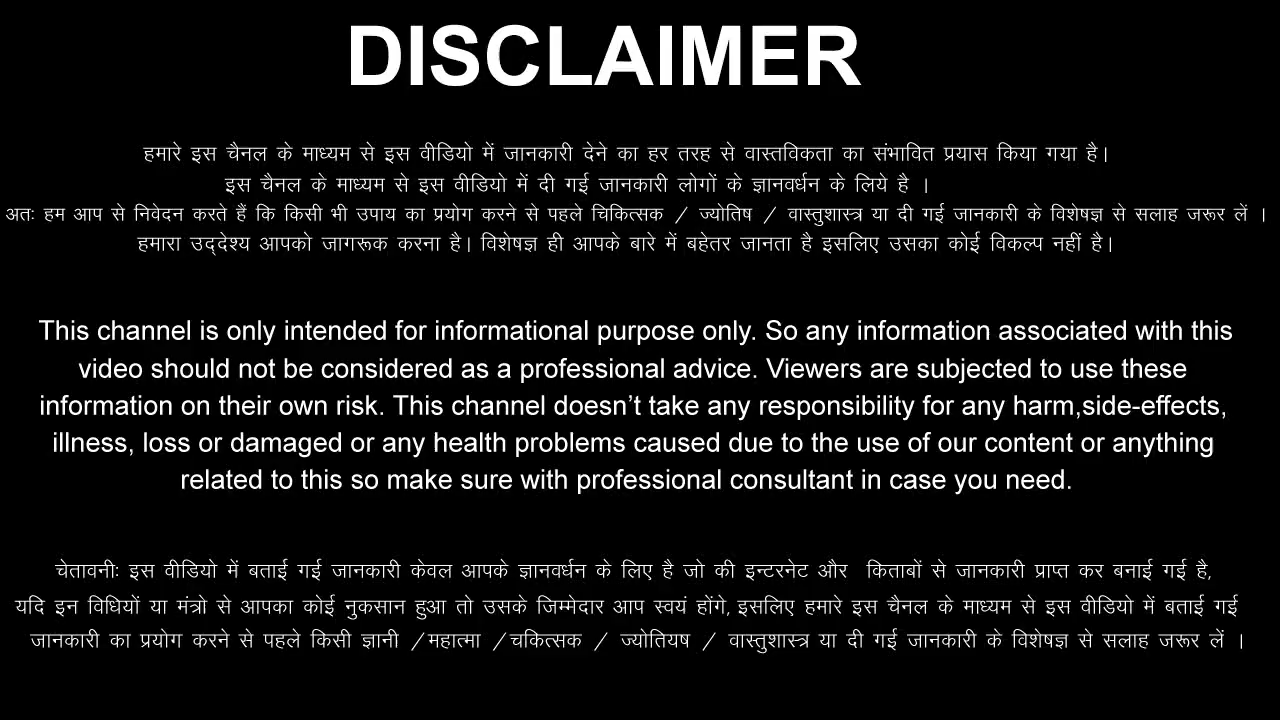 DISCLAIMER
हमारे इस चैनल के माध्यम से इस वीडियो में जानकारी देने का हर तरह से वास्तविकता का संभावित प्रयास किया गया है।
इस चैनल के माध्यम से इस वीडियो में दी गई जानकारी लोगों के ज्ञानवर्धन के लिये है ।
अतः हम आप से निवेदन करते हैं कि किसी भी उपाय का प्रयोग करने से पहले चिकित्सक / ज्योतिष / वास्तुशास्त्र या दी गई जानकारी के विशेषज्ञ से सलाह जरूर लें ।
हमारा उद्देश्य आपको जागरूक करना है। विशेषज्ञ ही आपके बारे में बहेतर जानता है इसलिए उसका कोई विकल्प नहीं है।
This channel is only intended for informational purpose only. So any information associated with this
video should not be considered as a professional advice. Viewers are subjected to use these
information on their own risk. This channel doesn’t take any responsibility for any harm,side-effects,
illness, loss or damaged or any health problems caused due to the use of our content or anything
related to this so make sure with professional consultant in case you need.
चेतावनीः इस वीडियो में बताई गई जानकारी केवल आपके ज्ञानवर्धन के लिए है जो की इन्टरनेट और किताबों से जानकारी प्राप्त कर बनाई गई है,
यदि इन विधियों या मंत्रो से आपका कोई नुकसान हुआ तो उसके जिम्मेदार आप स्वयं होंगे, इसलिए हमारे इस चैनल के माध्यम से इस वीडियो में बताई गई
जानकारी का प्रयोग करने से पहले किसी ज्ञानी /महात्मा /चकित्सक / ज्योतियष / वास्तुशास्त्र या दी गई जानकारी के विशेषज्ञ से सलाह जरूर लें ।